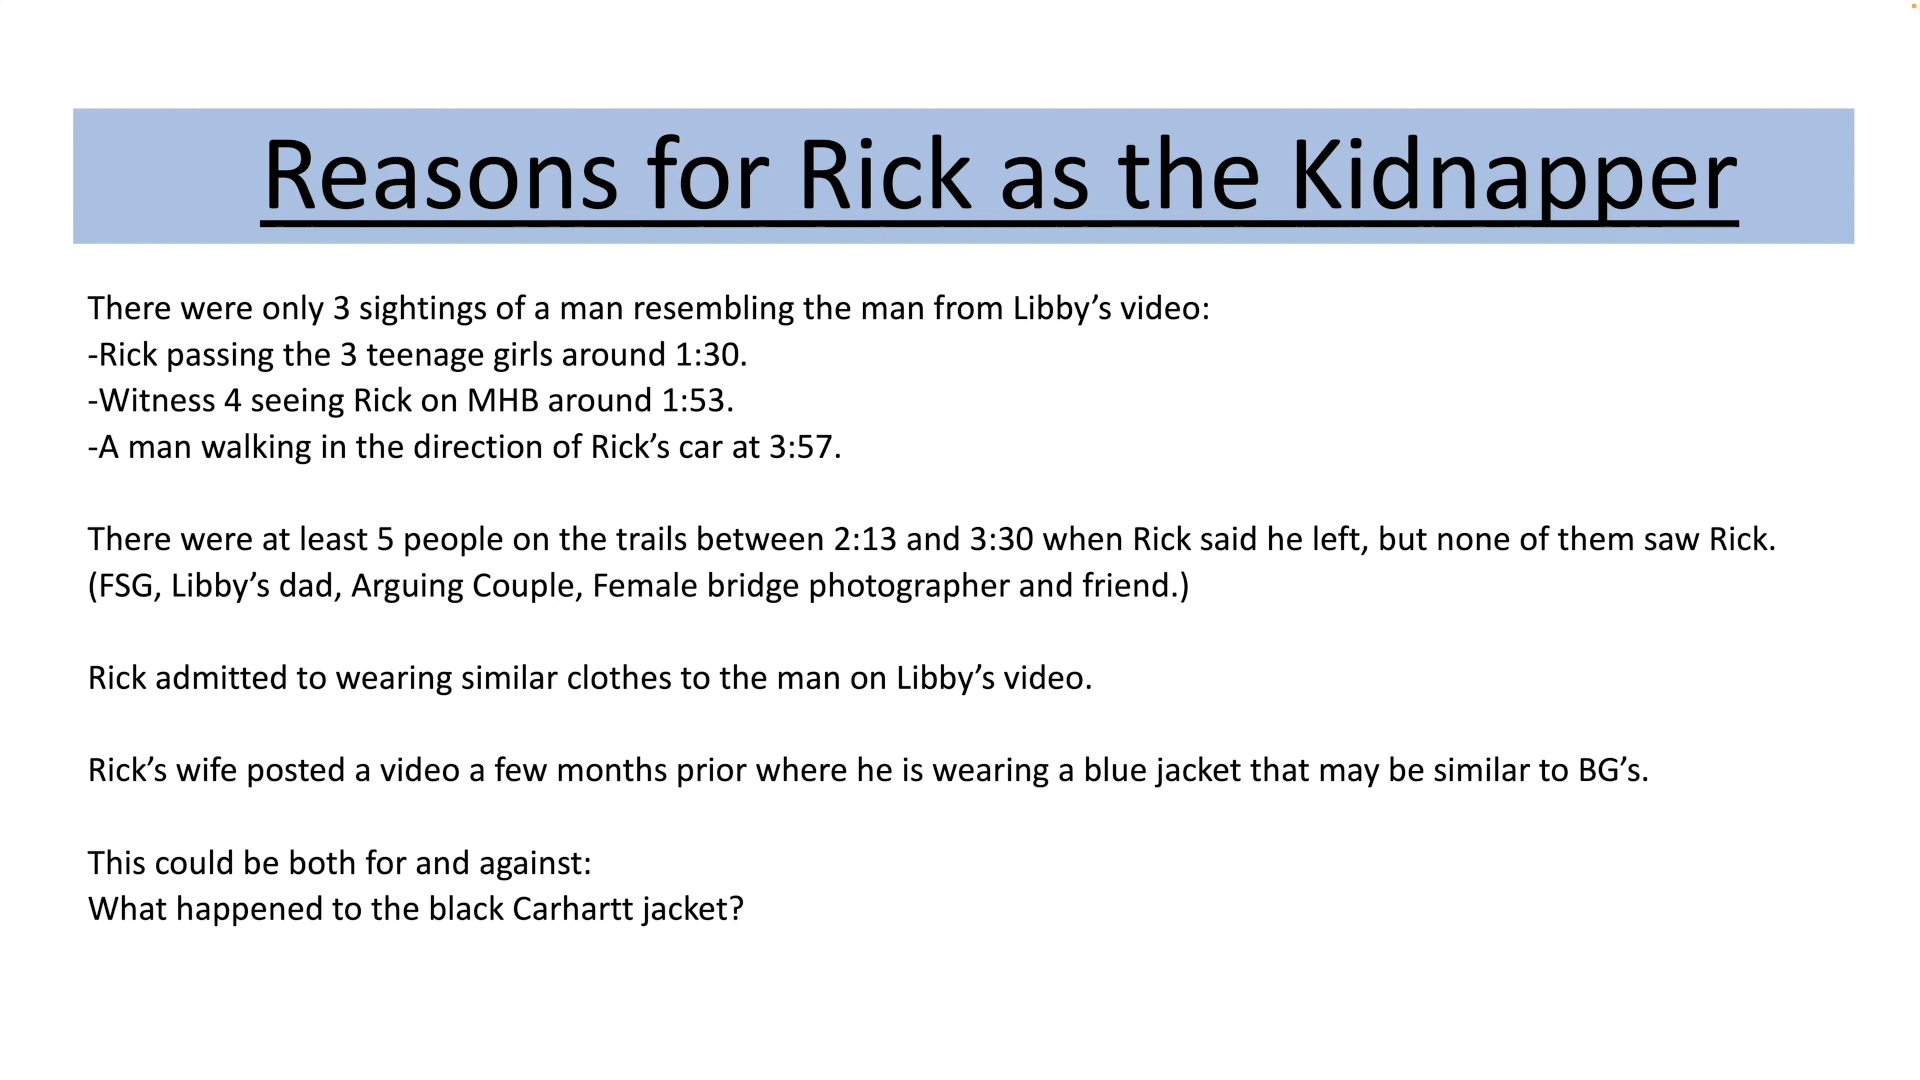 Reasons for Rick as the Kidnapper
There were only 3 sightings of a man resembling the man from Libby’s video:
-Rick passing the 3 teenage girls around 1:30.
-Witness 4 seeing Rick on MHB around 1:53.
-A man walking in the direction of Rick’s car at 3:57.
There were at least 5 people on the trails between 2:13 and 3:30 when Rick said he left, but none of them saw Rick.
(FSG, Libby’s dad, Arguing Couple, Female bridge photographer and friend.)
Rick admitted to wearing similar clothes to the man on Libby’s video.
Rick’s wife posted a video a few months prior where he is wearing a blue jacket that may be similar to BG’s.
This could be both for and against:
What happened to the black Carhartt jacket?